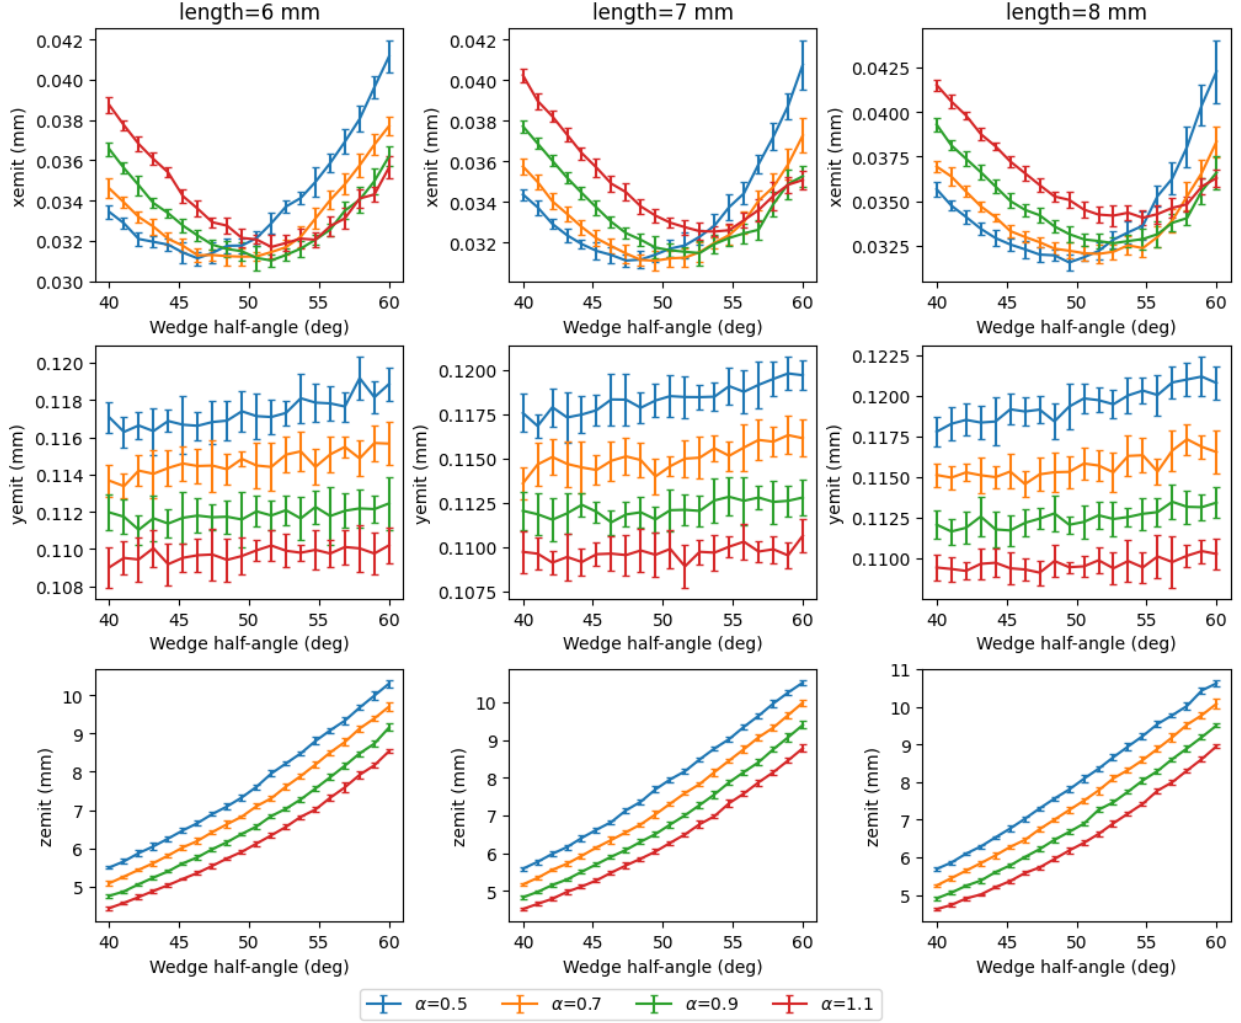 length=6 mm
length=7 mm
length=8 mm
xemit (mm)
0.042
0.040
0.038
0.036
0.034
0.032
0.030
40 45 50 55 60
Wedge half-angle (deg)
xemit (mm)
0.042
0.040
0.038
0.036
0.034
0.032
40 45 50 55 60
Wedge half-angle (deg)
xemit (mm)
0.0425
0.0400
0.0375
0.0350
0.0325
40 45 50 55 60
Wedge half-angle (deg)
yemit (mm)
0.120
0.118
0.116
0.114
0.112
0.110
0.108
40 45 50 55 60
Wedge half-angle (deg)
yemit (mm)
0.1200
0.1175
0.1150
0.1125
0.1100
0.1075
40 45 50 55 60
Wedge half-angle (deg)
yemit (mm)
0.1225
0.1200
0.1175
0.1150
0.1125
0.1100
40 45 50 55 60
Wedge half-angle (deg)
zemit (mm)
10
9
8
7
6
5
40 45 50 55 60
Wedge half-angle (deg)
zemit (mm)
10
9
8
7
6
5
40 45 50 55 60
Wedge half-angle (deg)
zemit (mm)
11
10
9
8
7
6
5
40 45 50 55 60
Wedge half-angle (deg)
α=0.5 α=0.7 α=0.9 α=1.1